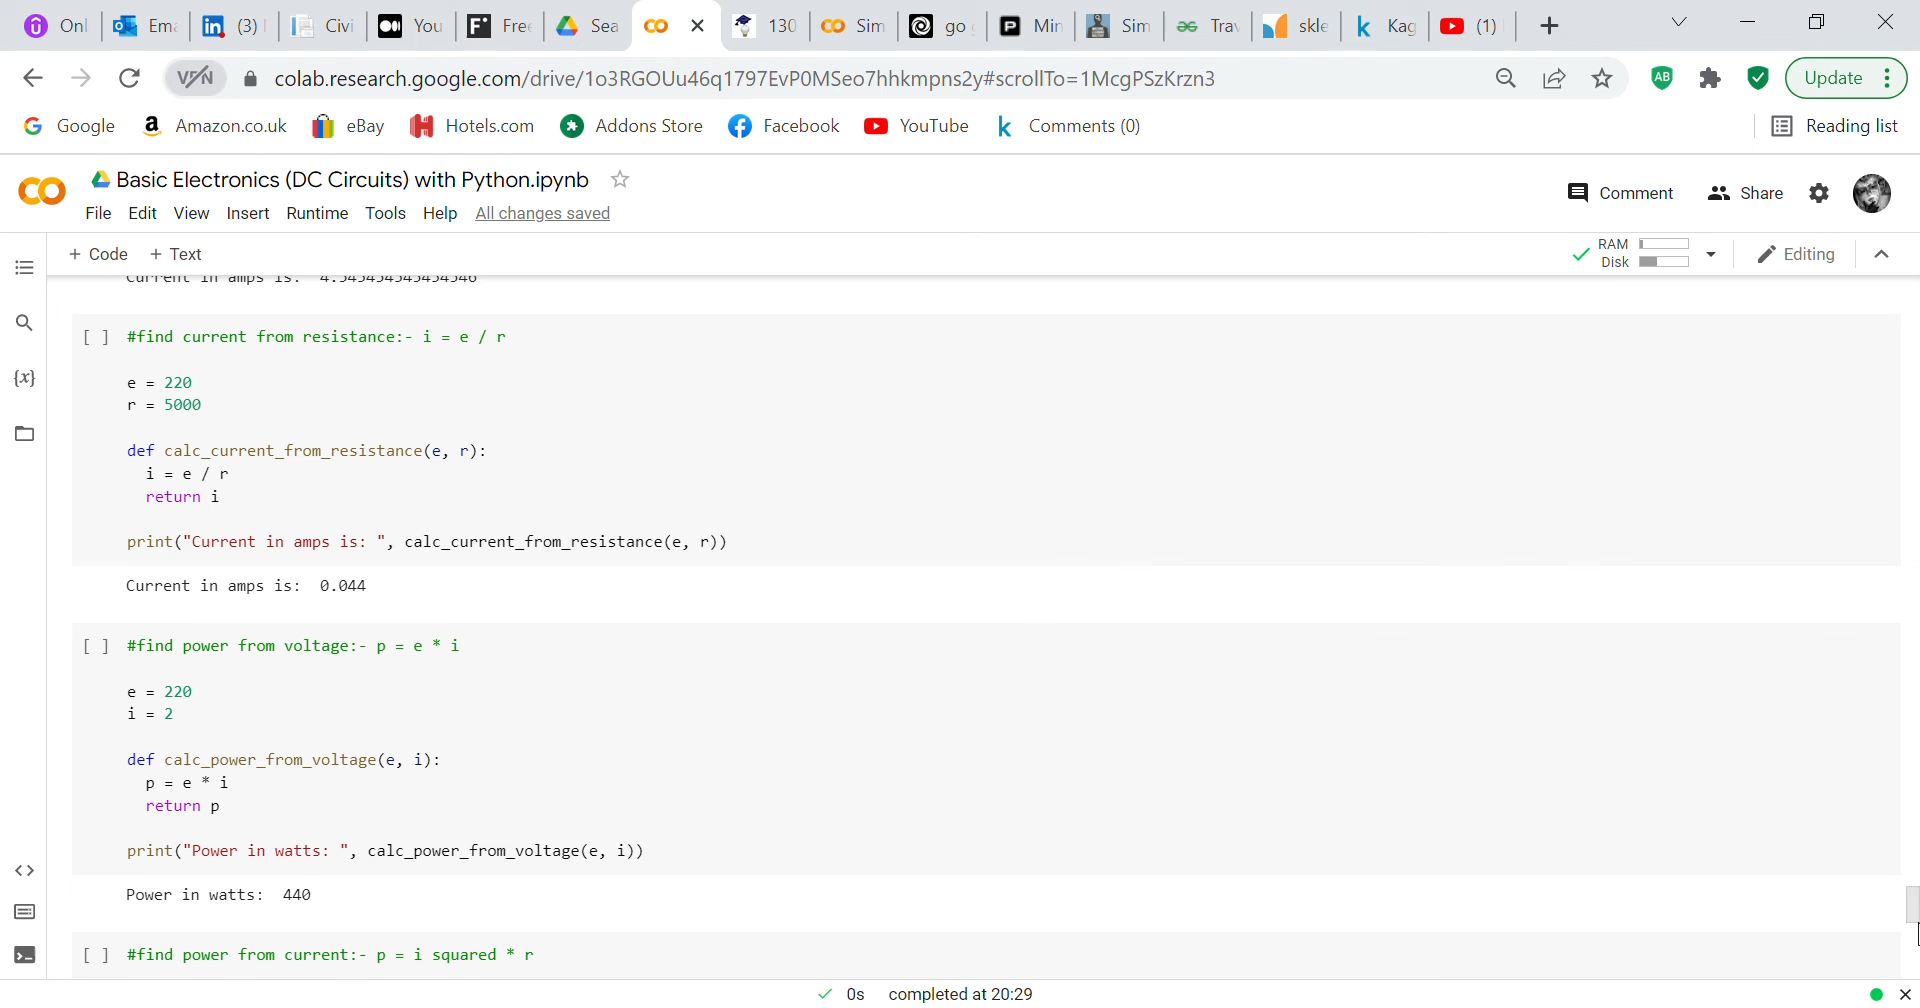 Onl Ema (3) Civi You Free Sea 130 Sim go Min Sim Trav skle Kag (1)
VPN colab.research.google.com/drive/1o3RGOUu46q1797EvP0MSeo7hhkmpns2y#scrollTo=1McgPSzKrzn3 AB Update
Google Amazon.co.uk eBay Hotels.com Addons Store Facebook YouTube Comments (0) Reading list
Basic Electronics (DC Circuits) with Python.ipynb
Comment Share
File Edit View Insert Runtime Tools Help All changes saved
+ Code + Text RAM Disk Editing
Current in amps is: 4.545454545454546
[ ] #find current from resistance:- i = e / r
e = 220
r = 5000
def calc_current_from_resistance(e, r):
i = e / r
return i
print("Current in amps is: ", calc_current_from_resistance(e, r))
Current in amps is: 0.044
[ ] #find power from voltage:- p = e * i
e = 220
i = 2
def calc_power_from_voltage(e, i):
p = e * i
return p
print("Power in watts: ", calc_power_from_voltage(e, i))
Power in watts: 440
[ ] #find power from current:- p = i squared * r
0s completed at 20:29